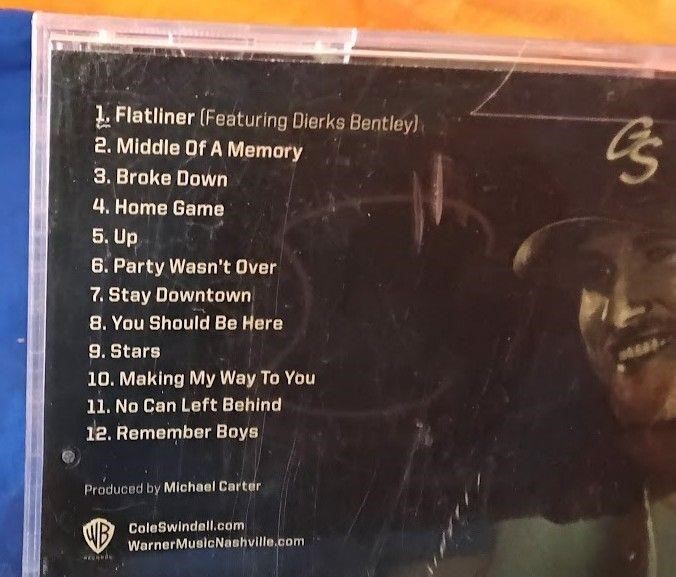 1. Flatliner (Featuring Dierks Bentley)
2. Middle Of A Memory
3. Broke Down
4. Home Game
5. Up
6. Party Wasn't Over
7. Stay Downtown
8. You Should Be Here
9. Stars
10. Making My Way To You
11. No Can Left Behind
12. Remember Boys
CS
Produced by Michael Carter
WB
RECORDS
ColeSwindell.com
WarnerMusicNashville.com